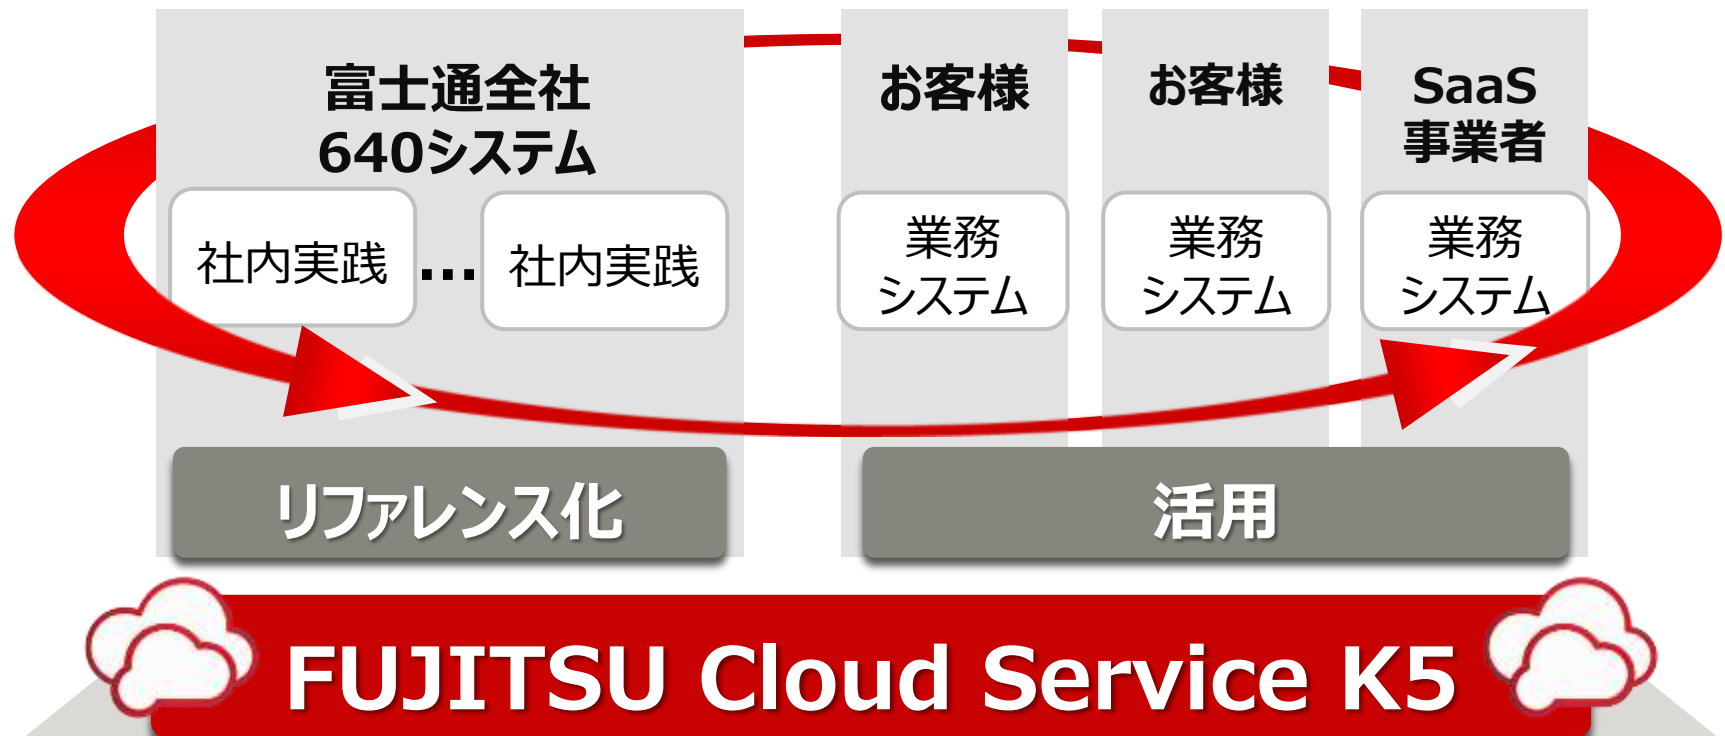 富士通全社
640システム
社内実践
...
社内実践
お客様
業務
システム
お客様
業務
システム
SaaS
事業者
業務
システム
リファレンス化
活用
FUJITSU Cloud Service K5